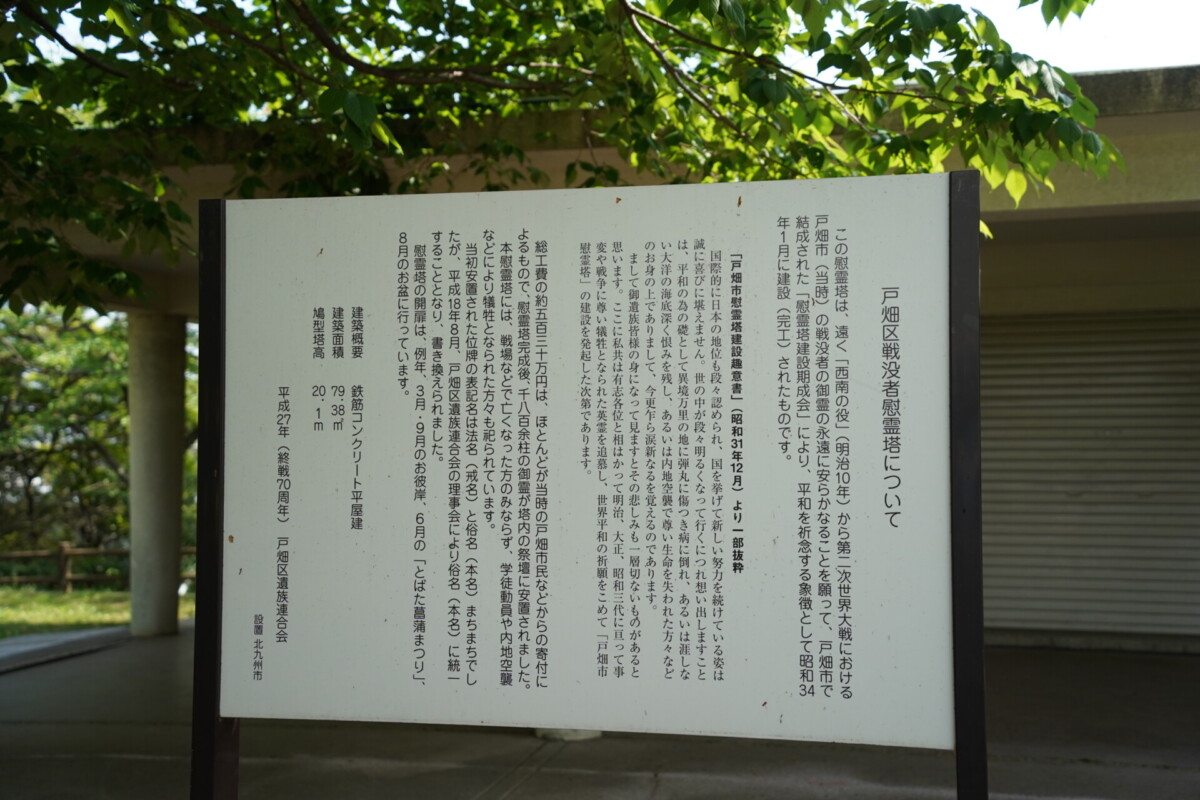 戸畑区戦没者慰霊塔について
この慰霊塔は、遠く「西南の役」（明治10年）から第二次世界大戦における
戸畑市（当時）の戦没者の御霊の永遠に安らかなることを願って、戸畑市で
結成された「慰霊塔建設期成会」により、平和を祈念する象徴として昭和34
年1月に建設（完工）されたものです。
「戸畑市慰霊塔建設趣意書」（昭和31年12月）より一部抜粋
国際的に日本の地位も段々認められ、国を挙げて新しい努力を続けている姿は
誠に喜びに堪えません。世の中が段々明るくなって行くにつれ想い出しますこと
は、平和の為の礎として異境万里の地に弾丸に傷つき病に倒れ、あるいは涯しな
い大洋の海底深く恨みを残し、あるいは内地空襲で尊い生命を失われた方々など
のお身の上でありまして、今更乍ら涙新なるを覚えるのであります。
まして御遺族皆様の身になって見ますとその悲しみも一層切ないものがあると
思います。ここに私共は有志各位と相はかって明治、大正、昭和三代に亘って事
変や戦争に尊い犠牲となられた英霊を追慕し、世界平和の祈願をこめて「戸畑市
慰霊塔」の建設を発起した次第であります。
総工費の約五百三十万円は、ほとんどが当時の戸畑市民などからの寄付に
よるもので、慰霊塔完成後、千八百余柱の御霊が塔内の祭壇に安置されました。
本慰霊塔には、戦場などで亡くなった方のみならず、学徒動員や内地空襲
などにより犠牲となられた方々も祀られています。
当初安置された位牌の表記名は法名（戒名）と俗名（本名）まちまちでし
たが、平成18年8月、戸畑区遺族連合会の理事会により俗名（本名）に統一
することとなり、書き換えられました。
慰霊塔の開扉は、例年、3月・9月のお彼岸、6月の「とばた菖蒲まつり」、
8月のお盆に行っています。
建築概要　鉄筋コンクリート平屋建
建築面積　79・38㎡
鳩型塔高　20・1m
平成27年（終戦70周年）　戸畑区遺族連合会
設置 北九州市